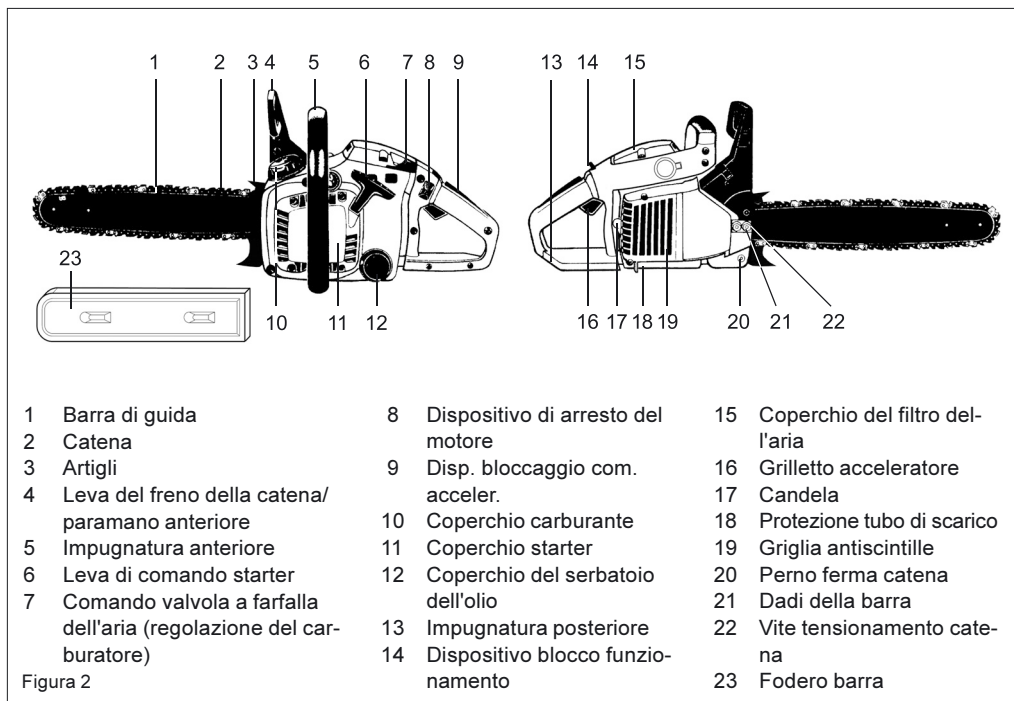 1 2 3 4 5 6 7 8 9 13 14 15
23
10 11 12 16 17 18 19 20 21 22
1 Barra di guida
2 Catena
3 Artigli
4 Leva del freno della catena/
paramano anteriore
5 Impugnatura anteriore
6 Leva di comando starter
7 Comando valvola a farfalla
dell'aria (regolazione del car-
buratore)
8 Dispositivo di arresto del
motore
9 Disp. bloccaggio com.
acceler.
10 Coperchio carburante
11 Coperchio starter
12 Coperchio del serbatoio
dell'olio
13 Impugnatura posteriore
14 Dispositivo blocco funzio-
namento
15 Coperchio del filtro del-
l'aria
16 Grilletto acceleratore
17 Candela
18 Protezione tubo di scarico
19 Griglia antiscintille
20 Perno ferma catena
21 Dadi della barra
22 Vite tensionamento cate-
na
23 Fodero barra
Figura 2